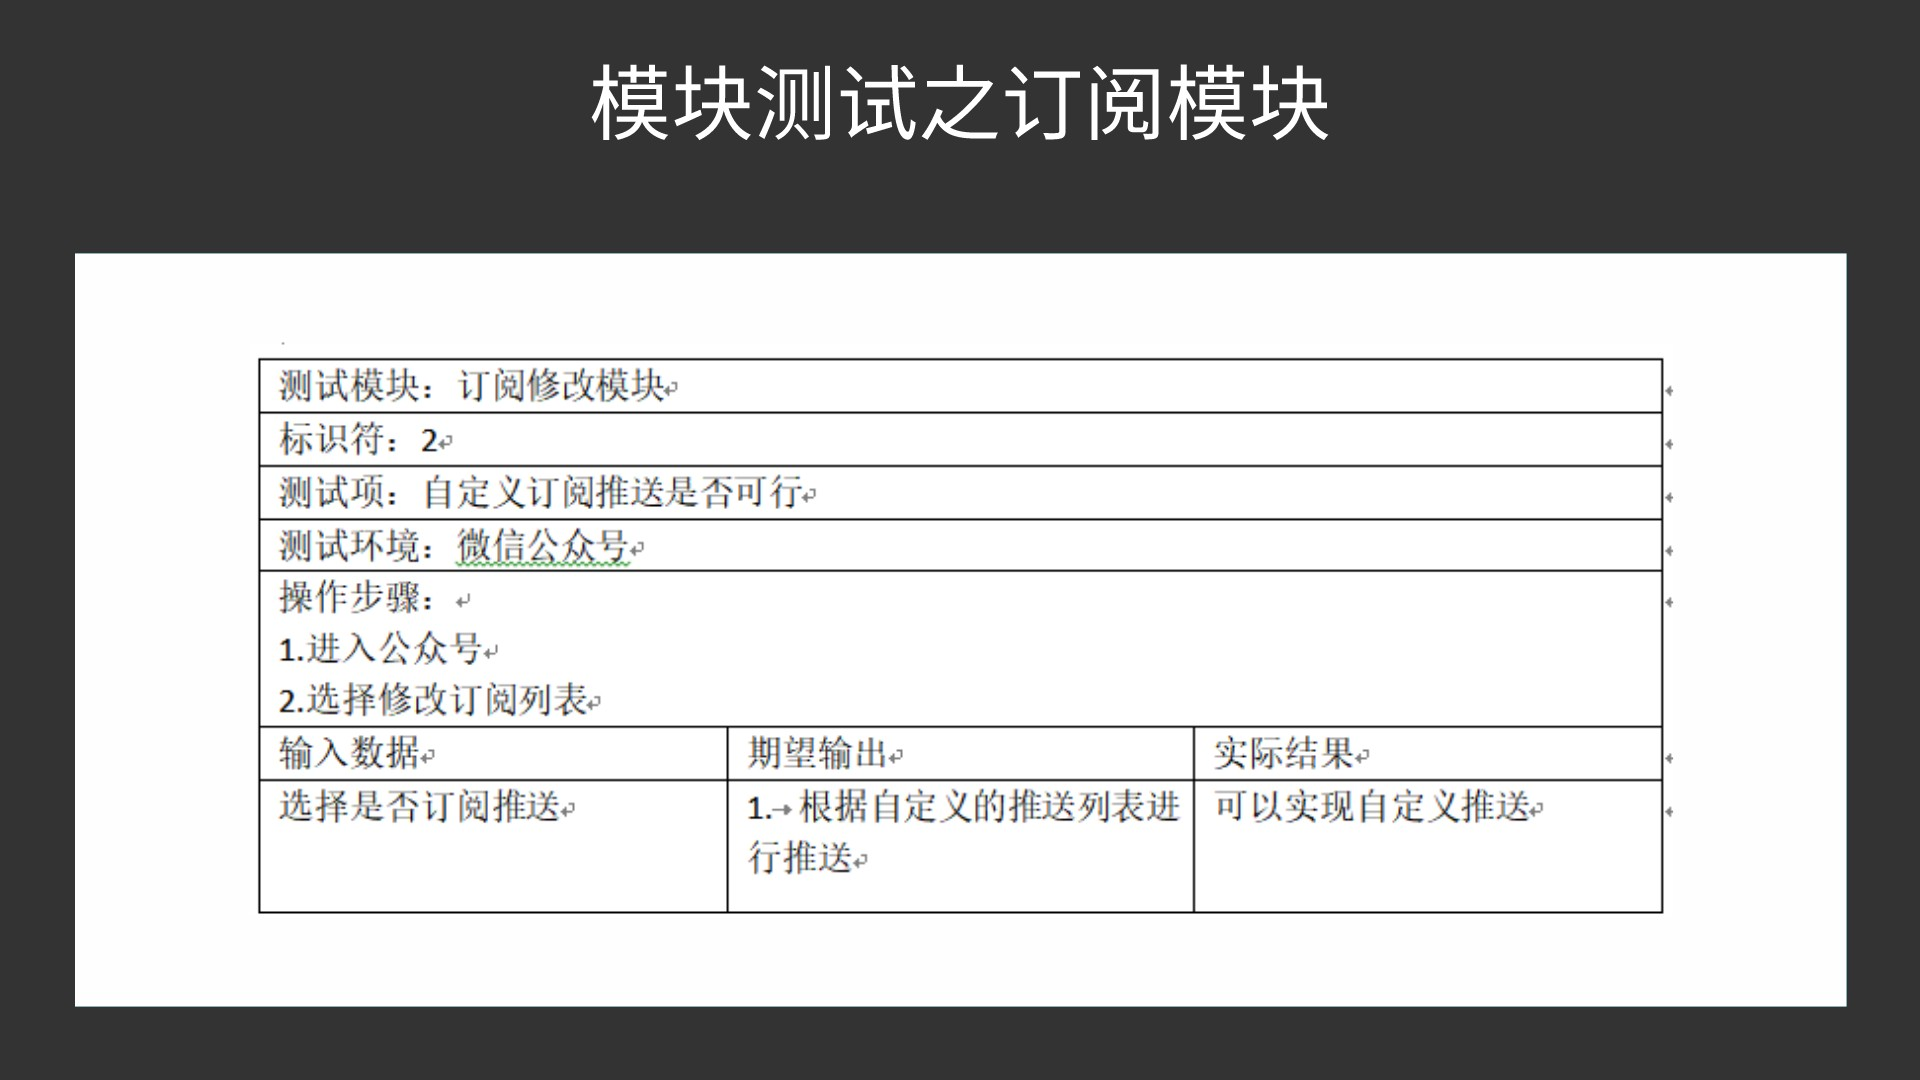 模块测试之订阅模块
测试模块：订阅修改模块
标识符：2
测试项：自定义订阅推送是否可行
测试环境：微信公众号
操作步骤：
1.进入公众号
2.选择修改订阅列表
输入数据
期望输出
实际结果
选择是否订阅推送
1.→ 根据自定义的推送列表进
行推送
可以实现自定义推送